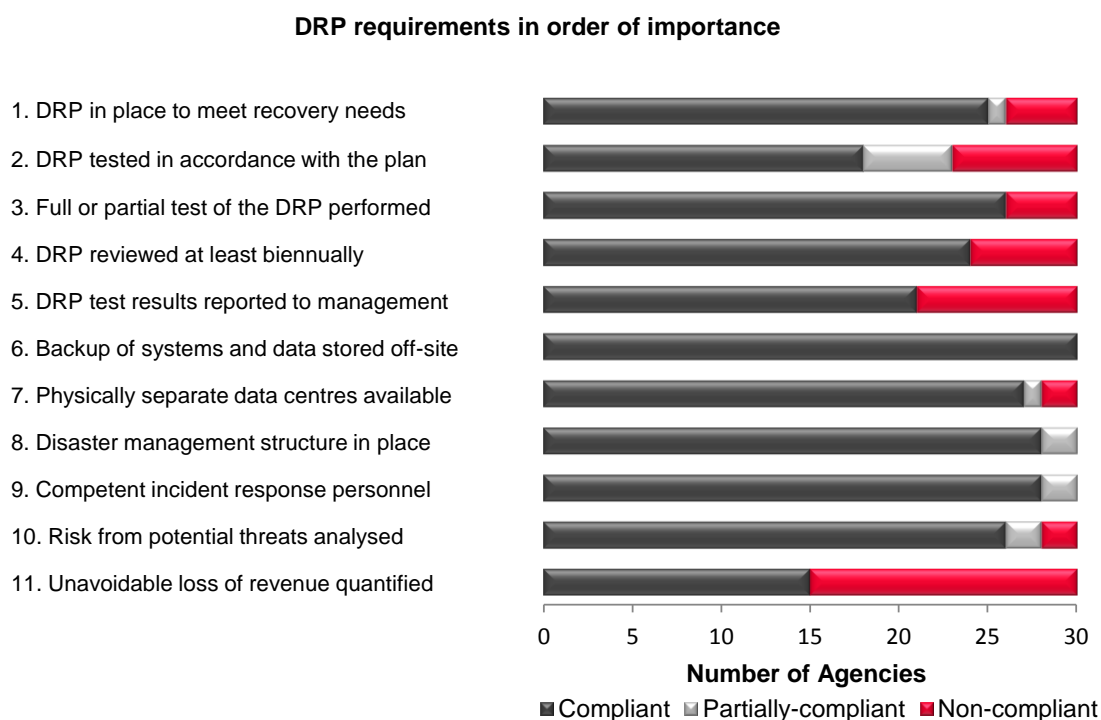 DRP requirements in order of importance
1. DRP in place to meet recovery needs
2. DRP tested in accordance with the plan
3. Full or partial test of the DRP performed
4. DRP reviewed at least biennually
5. DRP test results reported to management
6. Backup of systems and data stored off-site
7. Physically separate data centres available
8. Disaster management structure in place
9. Competent incident response personnel
10. Risk from potential threats analysed
11. Unavoidable loss of revenue quantified
0 5 10 15 20 25 30
Number of Agencies
Compliant Partially-compliant Non-compliant